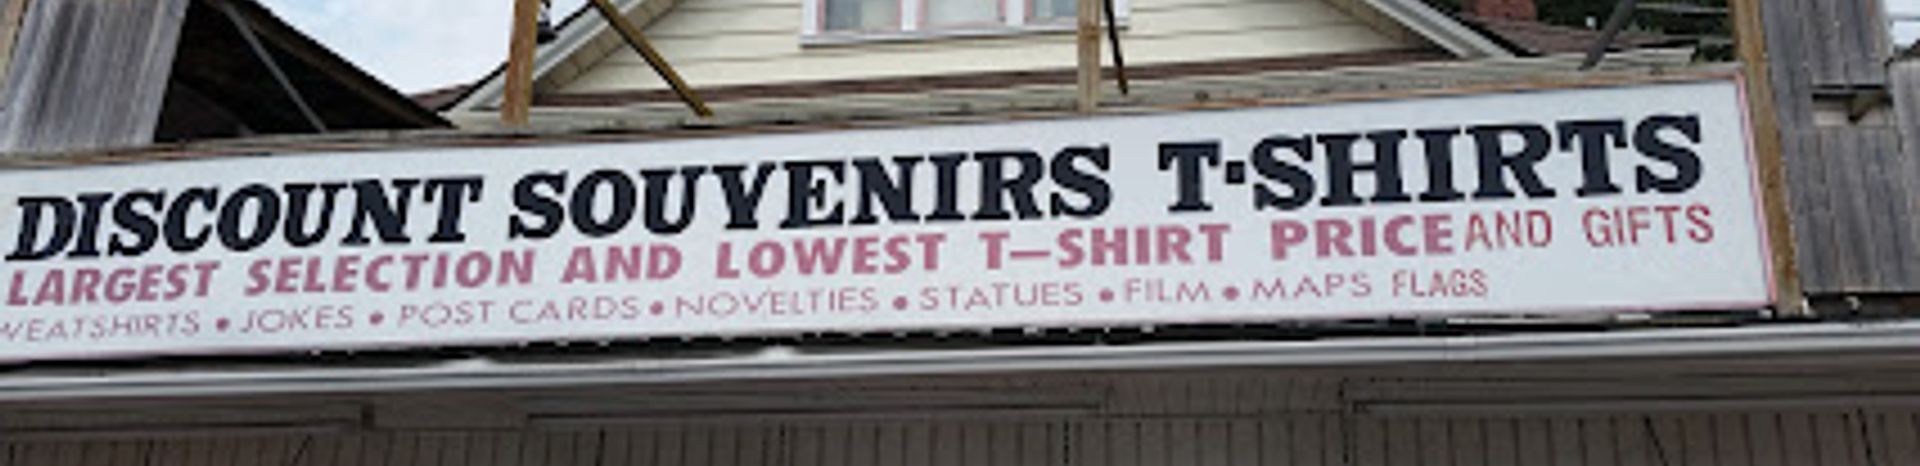 DISCOUNT SOUVENIRS T-SHIRTS
LARGEST SELECTION AND LOWEST T-SHIRT PRICE AND GIFTS
WEATSHIRTS • JOKES • POST CARDS • NOVELTIES • STATUES • FILM • MAPS FLAGS